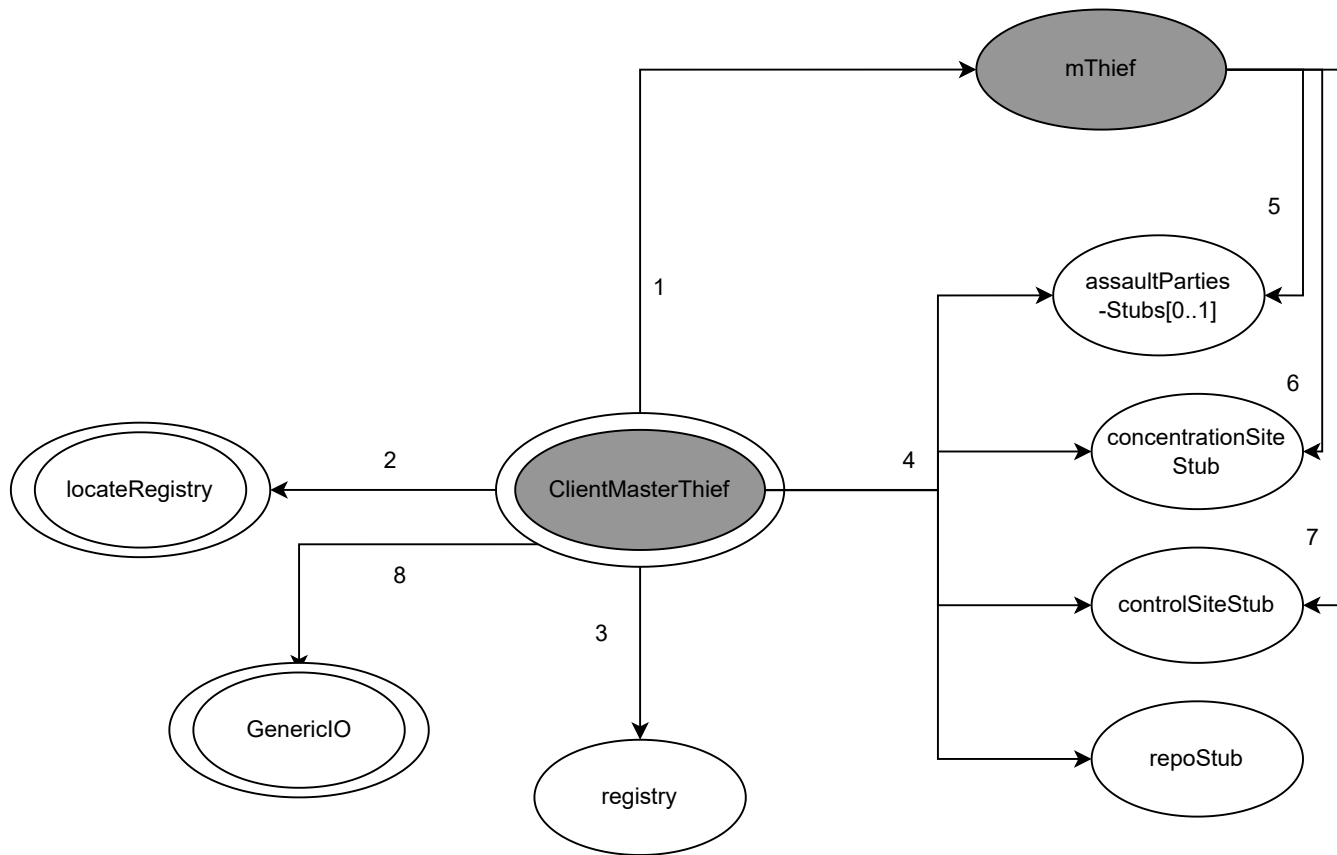 mThief
5
assaultParties
-Stubs[0..1]
1
6
concentrationSite
Stub
2
4
locateRegistry
ClientMasterThief
7
8
controlSiteStub
3
GenericIO
repoStub
registry